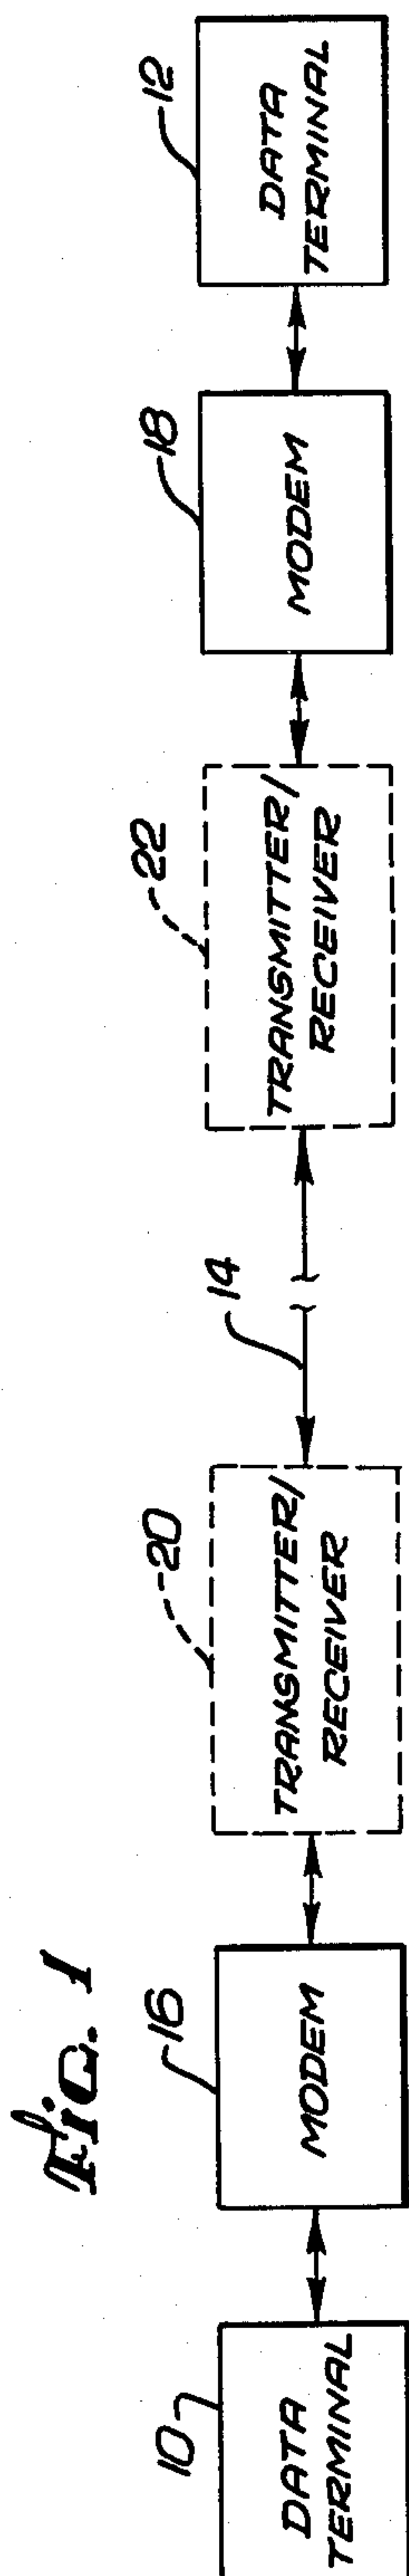 FIG. 1
10
DATA
TERMINAL
16
MODEM
20
TRANSMITTER/
RECEIVER
14
22
TRANSMITTER/
RECEIVER
18
MODEM
12
DATA
TERMINAL